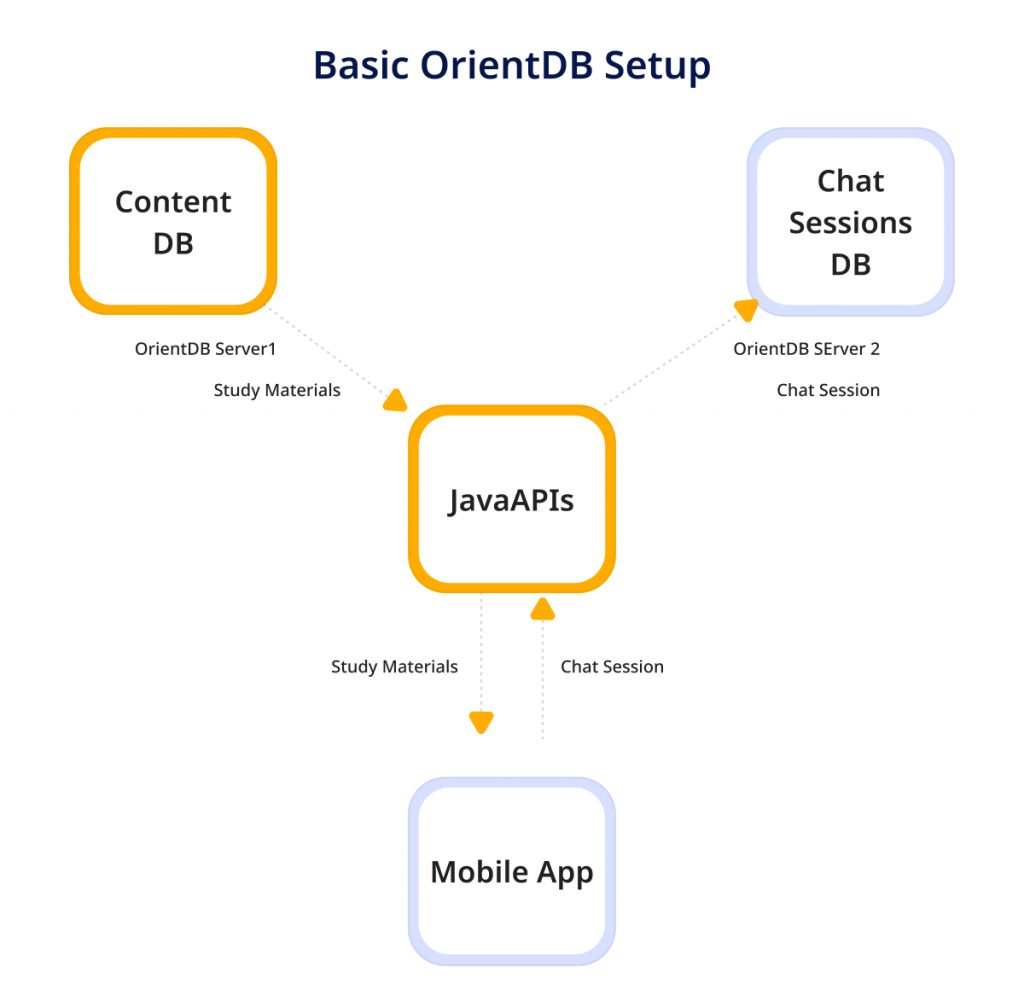 Basic OrientDB Setup
Content
DB
Chat
Sessions
DB
OrientDB Server1
Study Materials
OrientDB SErver 2
Chat Session
JavaAPIs
Study Materials
Chat Session
Mobile App